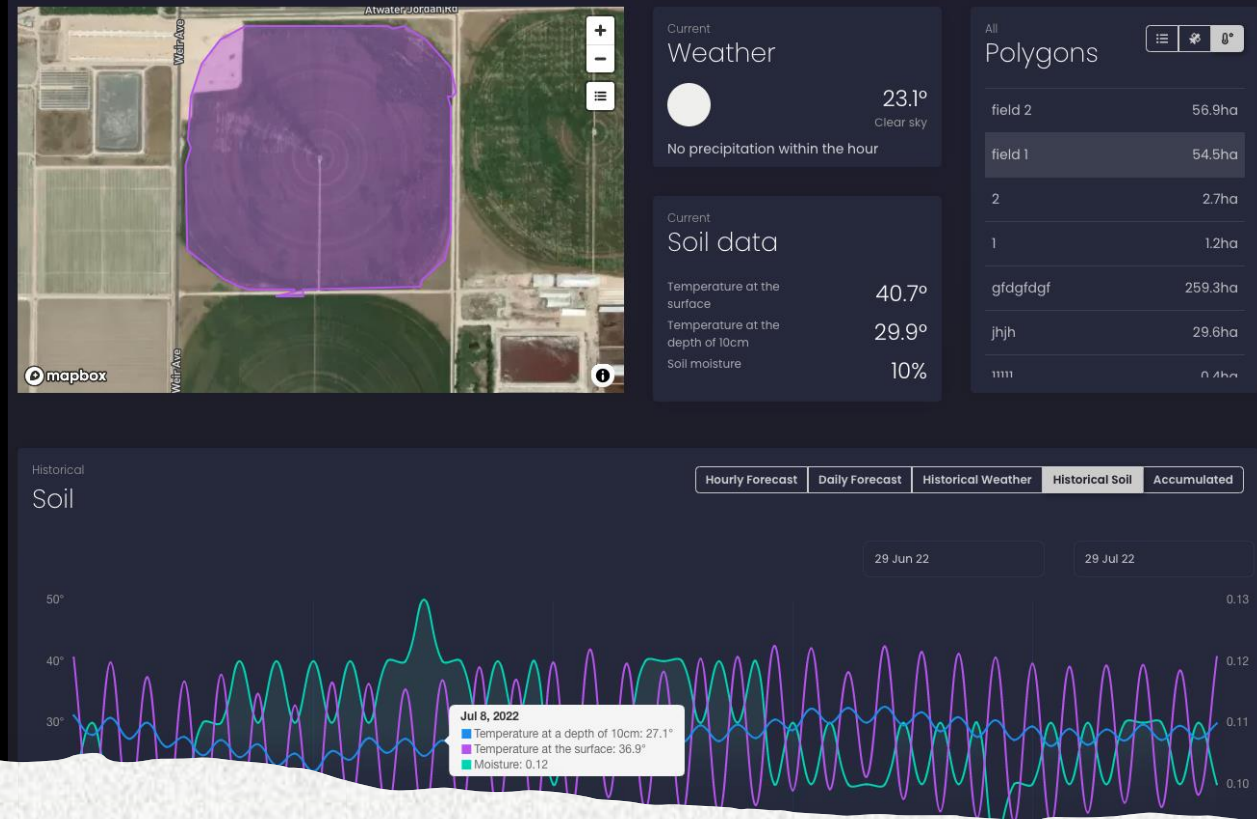 Atwater Jordan Rd
Weir Ave
Weir Ave
mapbox
Current
Weather
23.1°
Clear sky
No precipitation within the hour
Current
Soil data
Temperature at the
surface
40.7°
Temperature at the
depth of 10cm
29.9°
Soil moisture
10%
All
Polygons
field 2 56.9ha
field 1 54.5ha
2 2.7ha
1 1.2ha
gfdgfdgf 259.3ha
jhjh 29.6ha
11111 0.4ha
Historical
Soil
Hourly Forecast Daily Forecast Historical Weather Historical Soil Accumulated
29 Jun 22 29 Jul 22
50° 0.13
40° 0.12
30° 0.11
0.10
Jul 8, 2022
Temperature at a depth of 10cm: 27.1°
Temperature at the surface: 36.9°
Moisture: 0.12